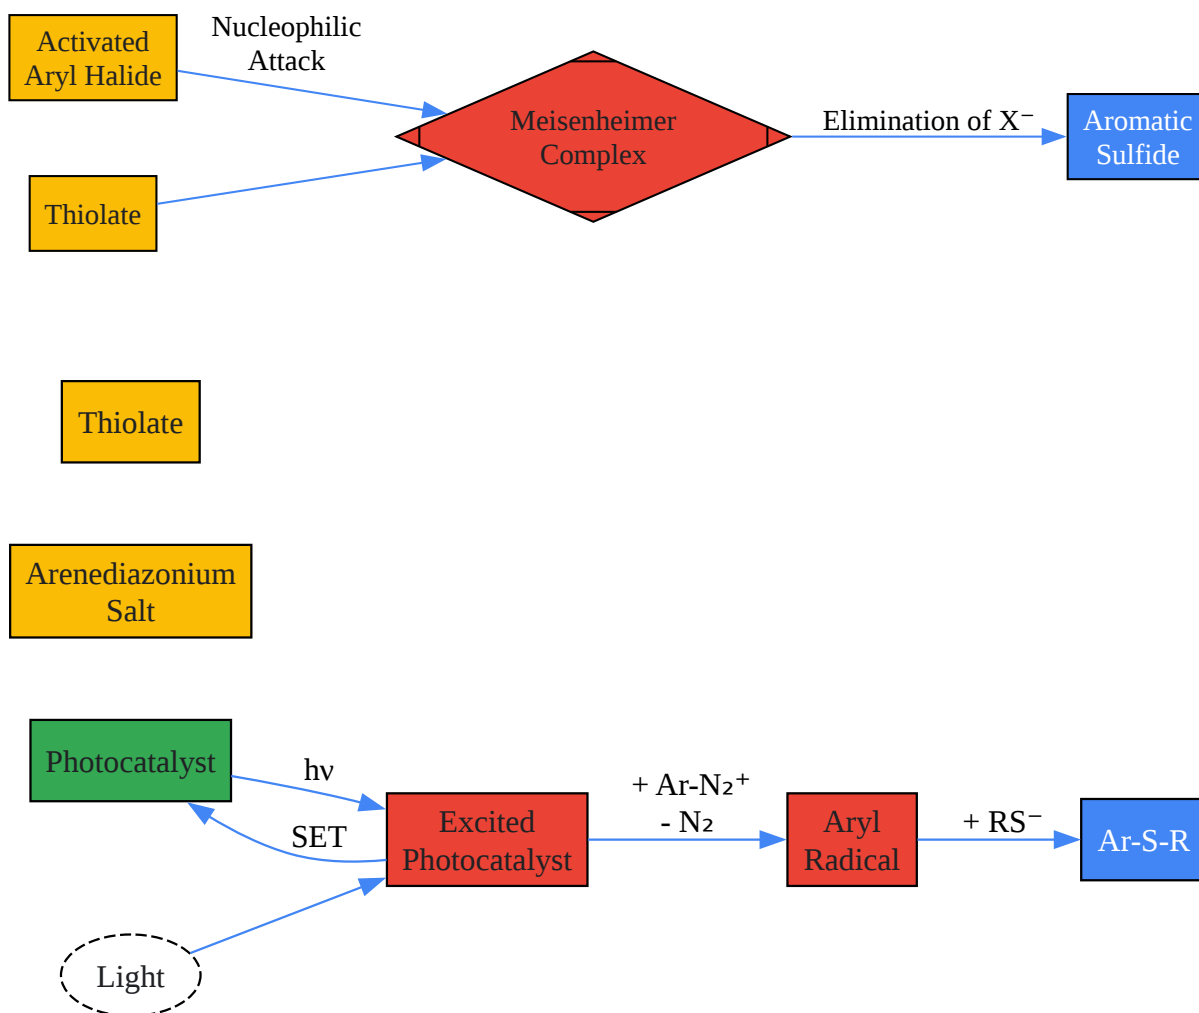 Activated
Aryl Halide
Nucleophilic
Attack
Thiolate
Meisenheimer
Complex
Elimination of X⁻
Aromatic
Sulfide
Thiolate
Arenediazonium
Salt
Photocatalyst
hν
SET
Light
Excited
Photocatalyst
+ Ar-N₂⁺
- N₂
Aryl
Radical
+ RS⁻
Ar-S-R